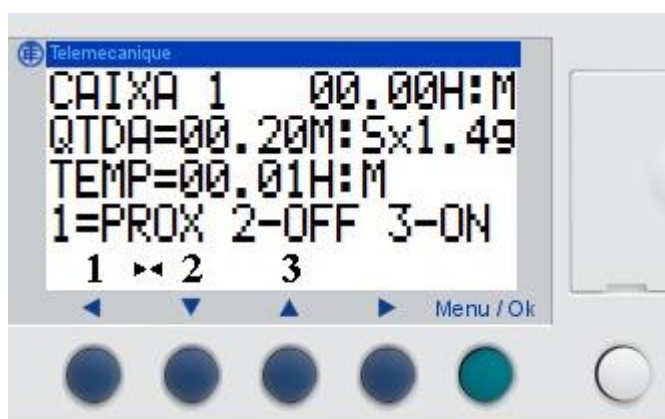 Telemecanique
CAIXA 1 00.00H:M
QTDA=00.20M:Sx1.4g
TEMP=00.01H:M
1=PROX 2-OFF 3-ON
1 2 3
Menu / Ok